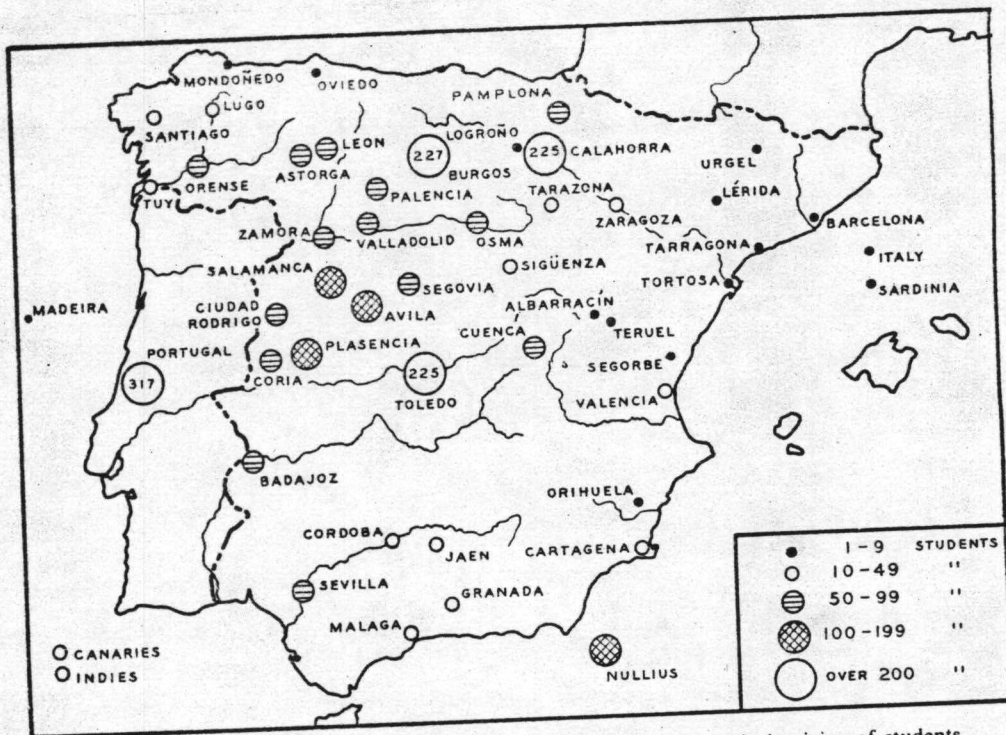 MONDOÑEDO
OVIEDO
PAMPLONA
LUGO
SANTIAGO
LOGROÑO
LEON
227
225
CALAHORRA
URGEL
ORENSE
ASTORGA
BURGOS
TUY
PALENCIA
TARAZONA
LÉRIDA
ZARAGOZA
BARCELONA
ZAMORA
VALLADOLID
OSMA
TARRAGONA
ITALY
SALAMANCA
SIGÜENZA
TORTOSA
SARDINIA
SEGOVIA
MADEIRA
CIUDAD
RODRIGO
AVILA
ALBARRACÍN
TERUEL
CUENCA
PORTUGAL
PLASENCIA
SEGORBE
317
CORIA
225
TOLEDO
VALENCIA
BADAJOZ
ORIHUELA
CORDOBA
JAEN
CARTAGENA
SEVILLA
GRANADA
MALAGA
NULLIUS
CANARIES
INDIES
1-9 STUDENTS
10-49 "
50-99 "
100-199 "
OVER 200 "
of students